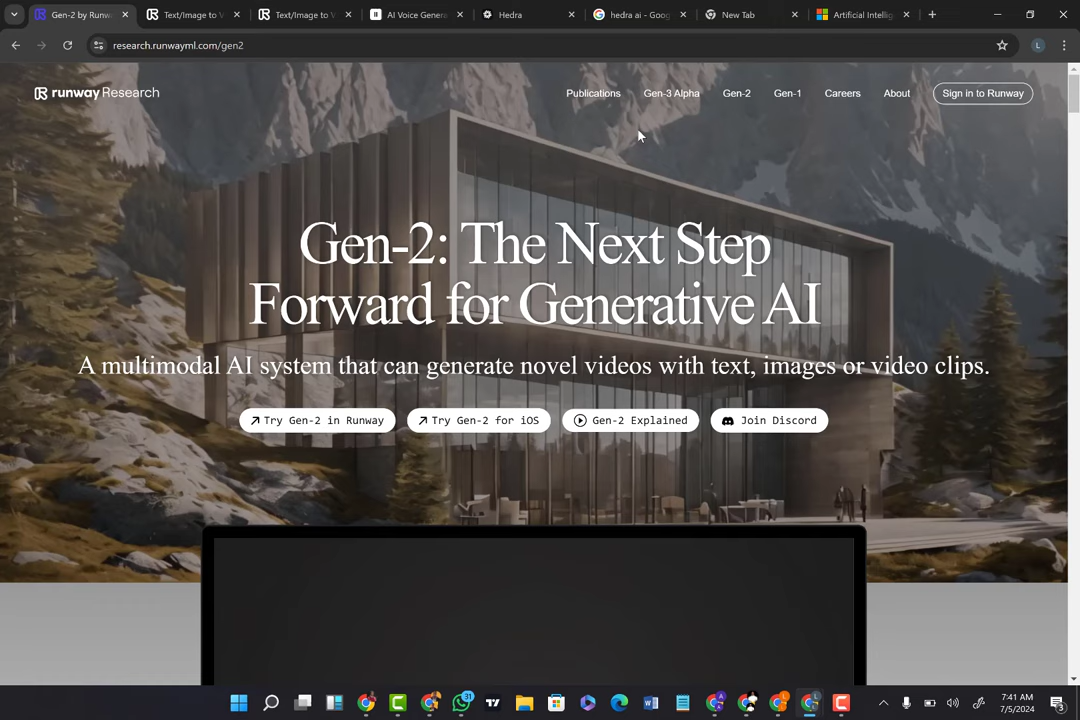 Gen-2 by Runw
Text/Image to V
Text/Image to V
AI Voice Gener
Hedra
hedra ai - Goog
New Tab
Artificial Intellig
research.runwayml.com/gen2
L
runway Research
Publications
Gen-3 Alpha
Gen-2
Gen-1
Careers
About
Sign in to Runway
Gen-2: The Next Step
Forward for Generative AI
A multimodal AI system that can generate novel videos with text, images or video clips.
Try Gen-2 in Runway
Try Gen-2 for iOS
Gen-2 Explained
Join Discord
31
7:41 AM
7/5/2024
3